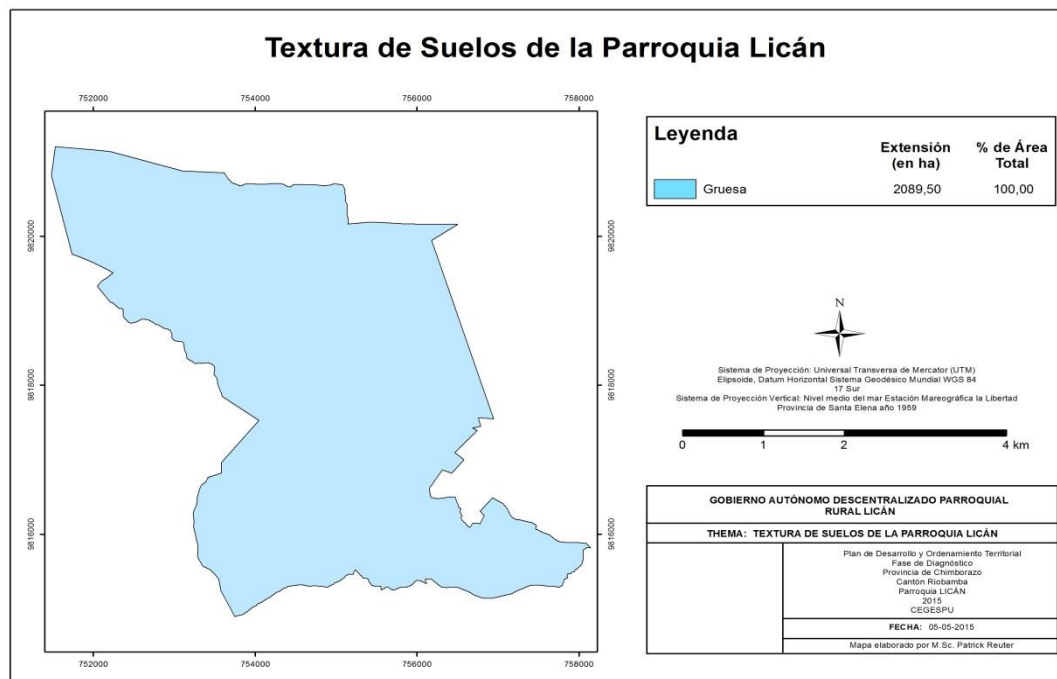 Textura de Suelos de la Parroquia Licán
752000 754000 756000 758000
9820000 9820000
9818000 9818000
9816000 9816000
752000 754000 756000 758000
Leyenda
Extensión (en ha)
% de Área Total
Gruesa 2089,50 100,00
N
Sistema de Proyección: Universal Transversa de Mercator (UTM)
Elipsoide, Datum Horizontal Sistema Geodésico Mundial WGS 84
17 Sur
Sistema de Proyección Vertical: Nivel medio del mar Estación Mareográfica la Libertad
Provincia de Santa Elena año 1959
0 1 2 4 km
GOBIERNO AUTÓNOMO DESCENTRALIZADO PARROQUIAL
RURAL LICÁN
THEMA: TEXTURA DE SUELOS DE LA PARROQUIA LICÁN
Plan de Desarrollo y Ordenamiento Territorial
Fase de Diagnóstico
Provincia de Chimborazo
Cantón Riobamba
Parroquia LICÁN
2015
CEGESPU
FECHA: 05-05-2015
Mapa elaborado por M.Sc. Patrick Reuter